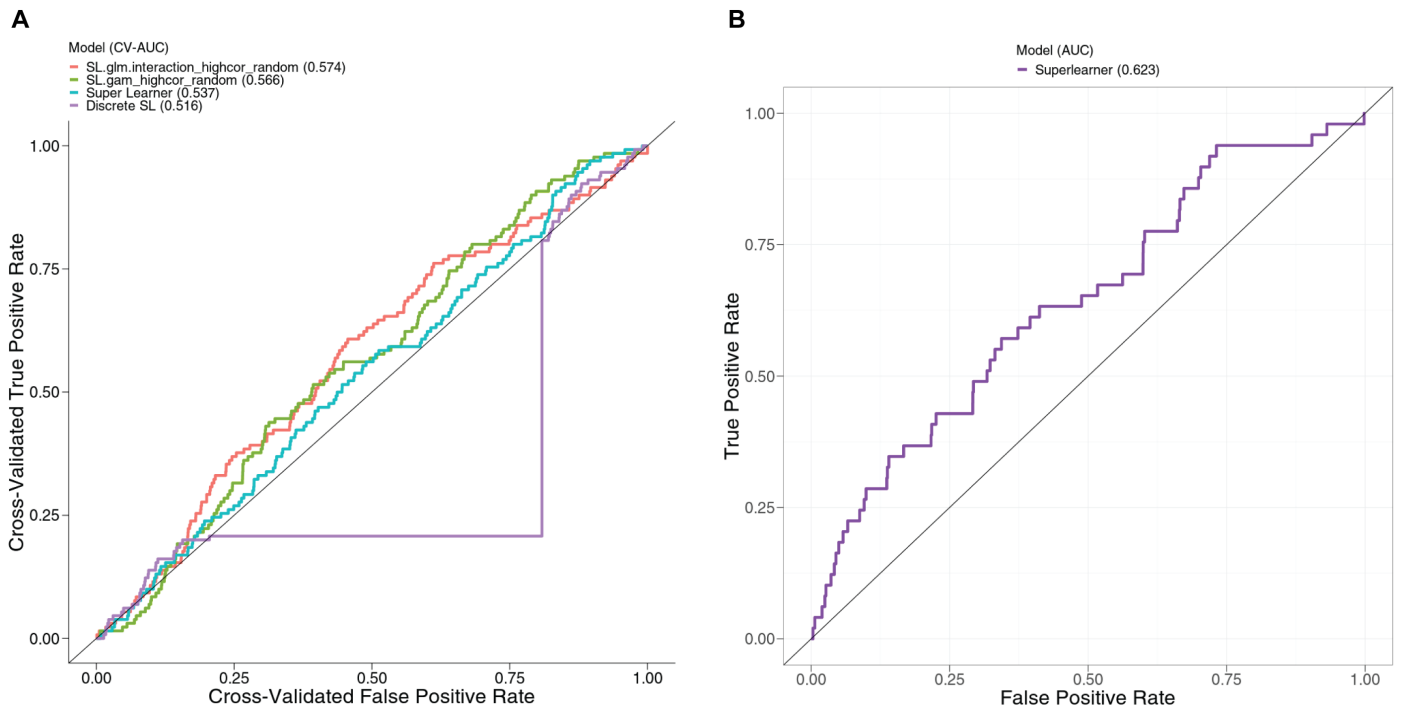 A
Model (CV-AUC)
SL.glm.interaction_highcor_random (0.574)
SL.gam_highcor_random (0.566)
Super Learner (0.537)
Discrete SL (0.516)
Cross-Validated True Positive Rate
1.00
0.75
0.50
0.25
0.00
0.00 0.25 0.50 0.75 1.00
Cross-Validated False Positive Rate
B
Model (AUC)
Superlearner (0.623)
True Positive Rate
1.00
0.75
0.50
0.25
0.00
0.00 0.25 0.50 0.75 1.00
False Positive Rate